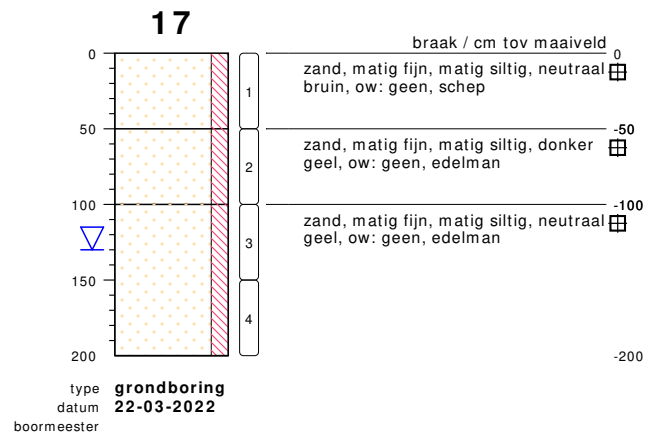 17
braak / cm tov maaiveld
0 0
zand, matig fijn, matig siltig, neutraal
bruin, ow: geen, schep
1
50 -50
zand, matig fijn, matig siltig, donker
geel, ow: geen, edelman
2
100 -100
zand, matig fijn, matig siltig, neutraal
geel, ow: geen, edelman
3
150
4
200 -200
type grondboring
datum 22-03-2022
boormeester